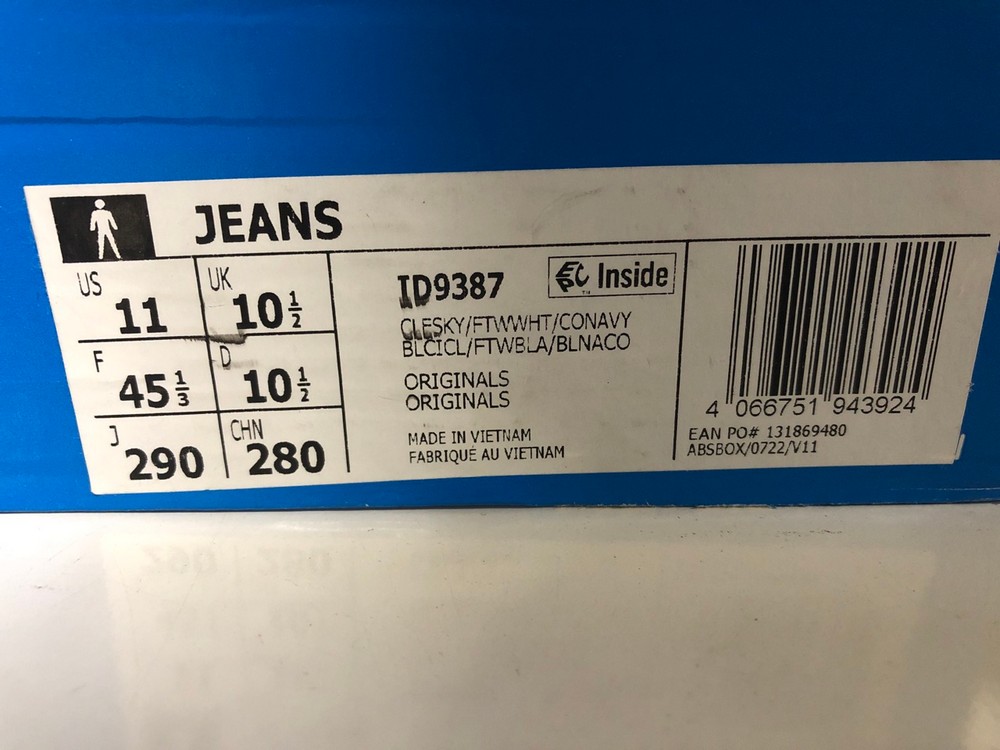 JEANS
US 11 UK 10 1/2
F 45 1/3 D 10 1/2
J 290 CHN 280
ID9387
EPC Inside
™
CLESKY/FTWWHT/CONAVY
BLCICL/FTWBLA/BLNACO
ORIGINALS
ORIGINALS
MADE IN VIETNAM
FABRIQUÉ AU VIETNAM
4 066751 943924
EAN PO# 131869480
ABSBOX/0722/V11